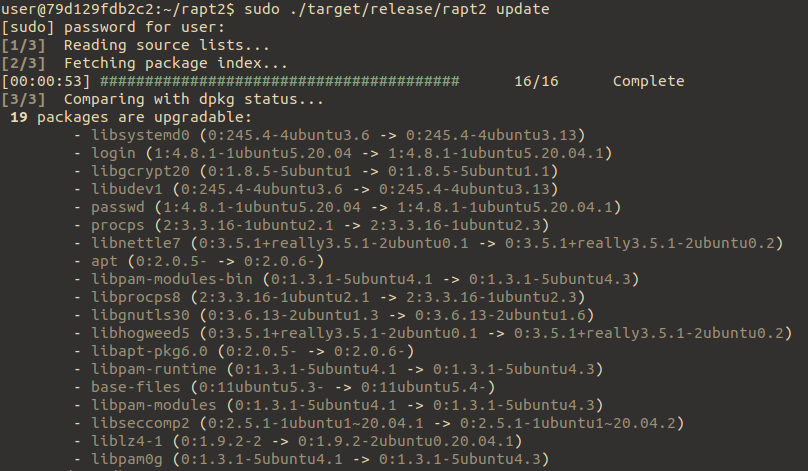 user@79d129fdb2c2:~/rapt2$ sudo ./target/release/rapt2 update
[sudo] password for user:
[1/3]  Reading source lists...
[2/3]  Fetching package index...
[00:00:53] ########################################      16/16      Complete
[3/3]  Comparing with dpkg status...
 19 packages are upgradable:
        - libsystemd0 (0:245.4-4ubuntu3.6 -> 0:245.4-4ubuntu3.13)
        - login (1:4.8.1-1ubuntu5.20.04 -> 1:4.8.1-1ubuntu5.20.04.1)
        - libgcrypt20 (0:1.8.5-5ubuntu1 -> 0:1.8.5-5ubuntu1.1)
        - libudev1 (0:245.4-4ubuntu3.6 -> 0:245.4-4ubuntu3.13)
        - passwd (1:4.8.1-1ubuntu5.20.04 -> 1:4.8.1-1ubuntu5.20.04.1)
        - procps (2:3.3.16-1ubuntu2.1 -> 2:3.3.16-1ubuntu2.3)
        - libnettle7 (0:3.5.1+really3.5.1-2ubuntu0.1 -> 0:3.5.1+really3.5.1-2ubuntu0.2)
        - apt (0:2.0.5- -> 0:2.0.6-)
        - libpam-modules-bin (0:1.3.1-5ubuntu4.1 -> 0:1.3.1-5ubuntu4.3)
        - libprocps8 (2:3.3.16-1ubuntu2.1 -> 2:3.3.16-1ubuntu2.3)
        - libgnutls30 (0:3.6.13-2ubuntu1.3 -> 0:3.6.13-2ubuntu1.6)
        - libhogweed5 (0:3.5.1+really3.5.1-2ubuntu0.1 -> 0:3.5.1+really3.5.1-2ubuntu0.2)
        - libapt-pkg6.0 (0:2.0.5- -> 0:2.0.6-)
        - libpam-runtime (0:1.3.1-5ubuntu4.1 -> 0:1.3.1-5ubuntu4.3)
        - base-files (0:11ubuntu5.3- -> 0:11ubuntu5.4-)
        - libpam-modules (0:1.3.1-5ubuntu4.1 -> 0:1.3.1-5ubuntu4.3)
        - libseccomp2 (0:2.5.1-1ubuntu1~20.04.1 -> 0:2.5.1-1ubuntu1~20.04.2)
        - liblz4-1 (0:1.9.2-2 -> 0:1.9.2-2ubuntu0.20.04.1)
        - libpam0g (0:1.3.1-5ubuntu4.1 -> 0:1.3.1-5ubuntu4.3)